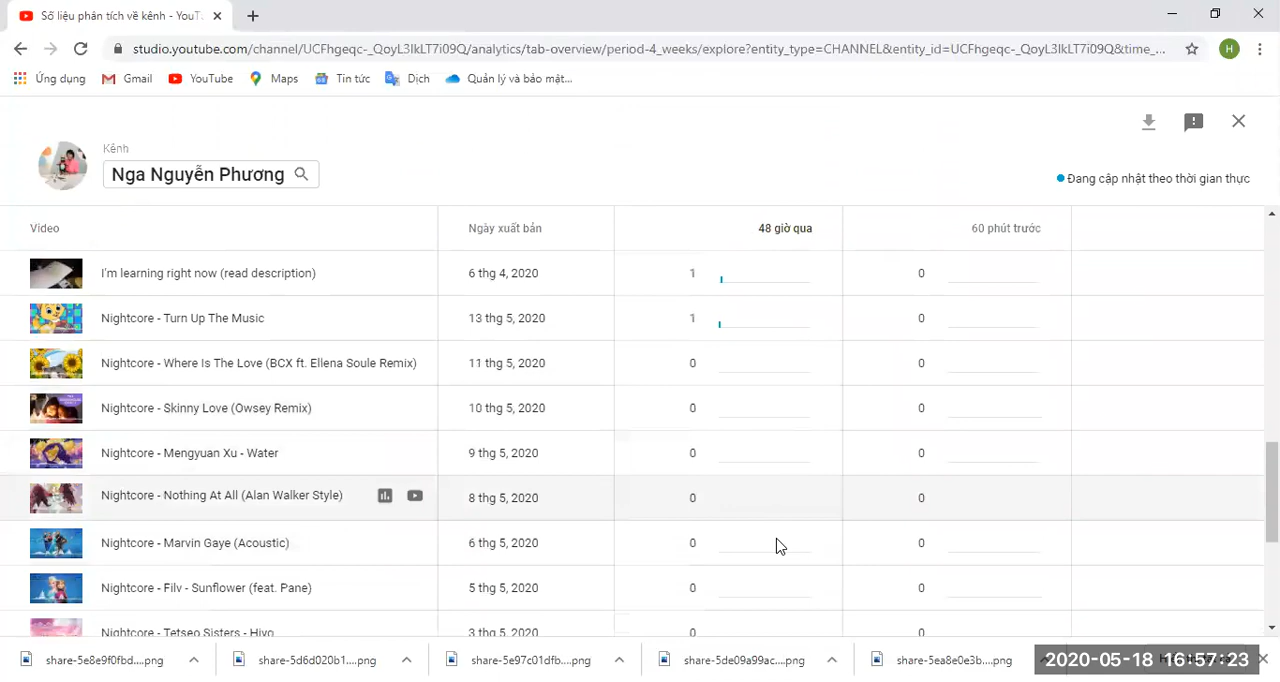 Số liệu phân tích về kênh - YouT
studio.youtube.com/channel/UCFhgeqc-_QoyL3lkLT7i09Q/analytics/tab-overview/period-4_weeks/explore?entity_type=CHANNEL&entity_id=UCFhgeqc-_QoyL3lkLT7i09Q&time_...
H
Ứng dụng Gmail YouTube Maps Tin tức Dịch Quản lý và bảo mật...
Kênh
Nga Nguyễn Phương
Đang cập nhật theo thời gian thực
Video Ngày xuất bản 48 giờ qua 60 phút trước
I'm learning right now (read description) 6 thg 4, 2020 1 0
Nightcore - Turn Up The Music 13 thg 5, 2020 1 0
Nightcore - Where Is The Love (BCX ft. Ellena Soule Remix) 11 thg 5, 2020 0 0
Nightcore - Skinny Love (Owsey Remix) 10 thg 5, 2020 0 0
Nightcore - Mengyuan Xu - Water 9 thg 5, 2020 0 0
Nightcore - Nothing At All (Alan Walker Style) 8 thg 5, 2020 0 0
Nightcore - Marvin Gaye (Acoustic) 6 thg 5, 2020 0 0
Nightcore - Filv - Sunflower (feat. Pane) 5 thg 5, 2020 0 0
Nightcore - Tetseo Sisters - Hiyo 3 thg 5, 2020 0 0
share-5e8e9f0fbd....png share-5d6d020b1....png share-5e97c01dfb....png share-5de09a99ac....png share-5ea8e0e3b....png
2020-05-18 16:57:23